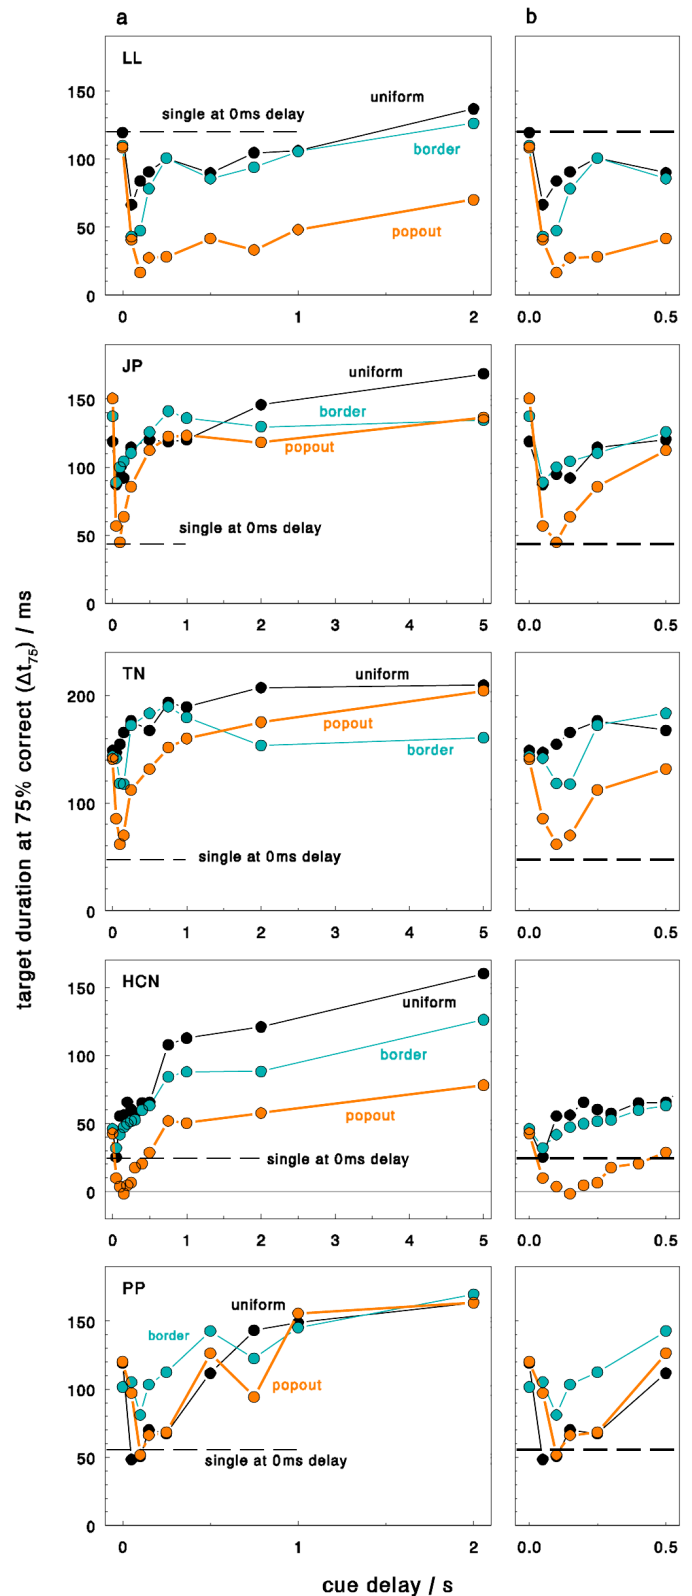 a b
LL
150
100
50
0
single at 0ms delay
uniform
border
popout
0 1 2
0.0 0.5
JP
150
100
50
0
uniform
border
popout
single at 0ms delay
0 1 2 3 4 5
0.0 0.5
TN
200
100
0
uniform
popout
border
single at 0ms delay
0 1 2 3 4 5
0.0 0.5
HCN
150
100
50
0
uniform
border
popout
single at 0ms delay
0 1 2 3 4 5
0.0 0.5
PP
150
100
50
0
uniform
border
popout
single at 0ms delay
0 1 2
0.0 0.5
target duration at 75% correct (Δt75) / ms
cue delay / s